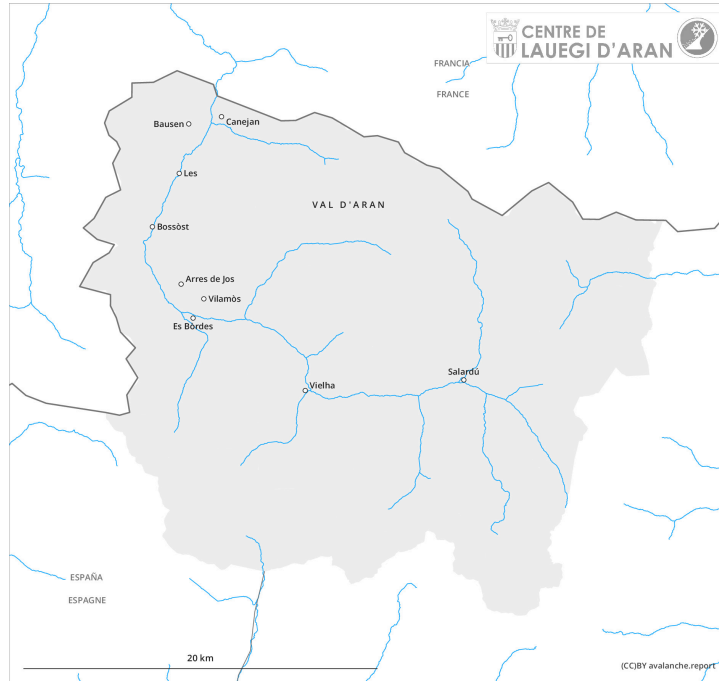 CENTRE DE
LAUEGI D'ARAN
FRANCIA
FRANCE
Canejan
Bausen
Les
VAL D'ARAN
Bossòst
Arres de Jos
Vilamòs
Es Bòrdes
Salardú
Vielha
ESPAÑA
ESPAGNE
20 km
(CC)BY avalanche.report